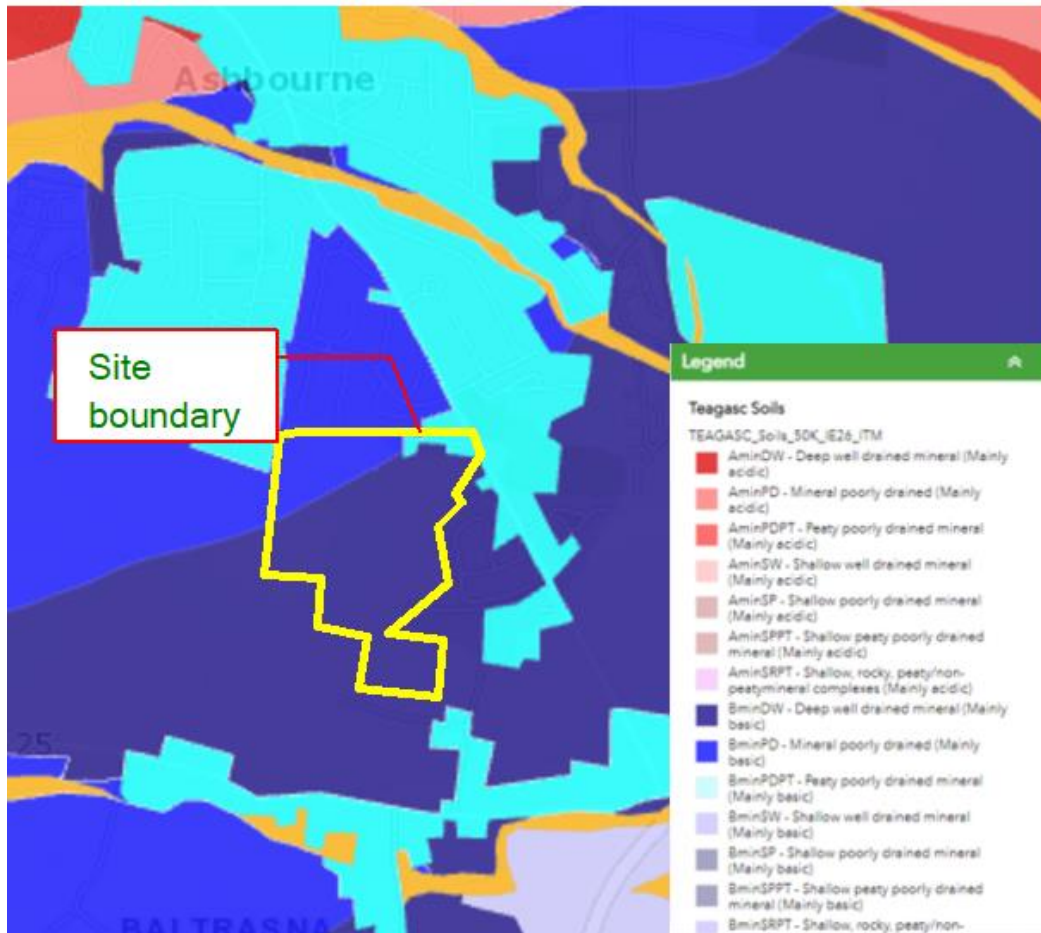 Ashbourne
Site
boundary
25
BALTRASNA
Legend
Teagasc Soils
TEAGASC_Soils_50K_IE26_ITM
AminDW - Deep well drained mineral (Mainly
acidic)
AminPD - Mineral poorly drained (Mainly
acidic)
AminPDPT - Peaty poorly drained mineral
(Mainly acidic)
AminSW - Shallow well drained mineral
(Mainly acidic)
AminSP - Shallow poorly drained mineral
(Mainly acidic)
AminSPPT - Shallow peaty poorly drained
mineral (Mainly acidic)
AminSRPT - Shallow, rocky, peaty/non-
peatymineral complexes (Mainly acidic)
BminDW - Deep well drained mineral (Mainly
basic)
BminPD - Mineral poorly drained (Mainly
basic)
BminPDPT - Peaty poorly drained mineral
(Mainly basic)
BminSW - Shallow well drained mineral
(Mainly basic)
BminSP - Shallow poorly drained mineral
(Mainly basic)
BminSPPT - Shallow peaty poorly drained
mineral (Mainly basic)
BminSRPT - Shallow, rocky, peaty/non-